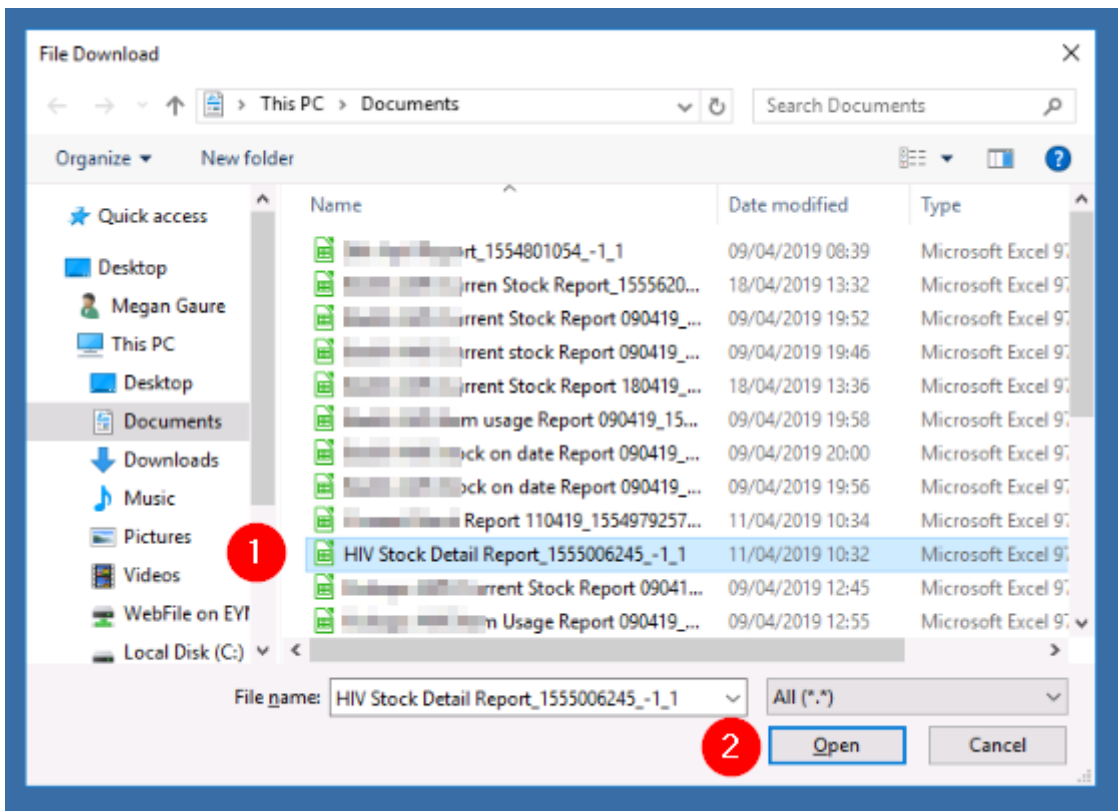 File Download
This PC > Documents
Search Documents
Organize
New folder
Quick access
Desktop
Megan Gaure
This PC
Desktop
Documents
Downloads
Music
Pictures
Videos
WebFile on EYN
Local Disk (C:)
Name Date modified Type
rt_1554801054_-1_1 09/04/2019 08:39 Microsoft Excel 97
rren Stock Report_1555620... 18/04/2019 13:32 Microsoft Excel 97
rrent Stock Report 090419_... 09/04/2019 19:52 Microsoft Excel 97
rrent stock Report 090419_... 09/04/2019 19:46 Microsoft Excel 97
rrent Stock Report 180419_... 18/04/2019 13:36 Microsoft Excel 97
m usage Report 090419_15... 09/04/2019 19:58 Microsoft Excel 97
ock on date Report 090419_... 09/04/2019 20:00 Microsoft Excel 97
ock on date Report 090419_... 09/04/2019 19:56 Microsoft Excel 97
Report 110419_1554979257... 11/04/2019 10:34 Microsoft Excel 97
1
HIV Stock Detail Report_1555006245_-1_1 11/04/2019 10:32 Microsoft Excel 97
rrent Stock Report 09041... 09/04/2019 12:45 Microsoft Excel 97
m Usage Report 090419_... 09/04/2019 12:55 Microsoft Excel 97
File name: HIV Stock Detail Report_1555006245_-1_1
All (*.*)
2
Open
Cancel